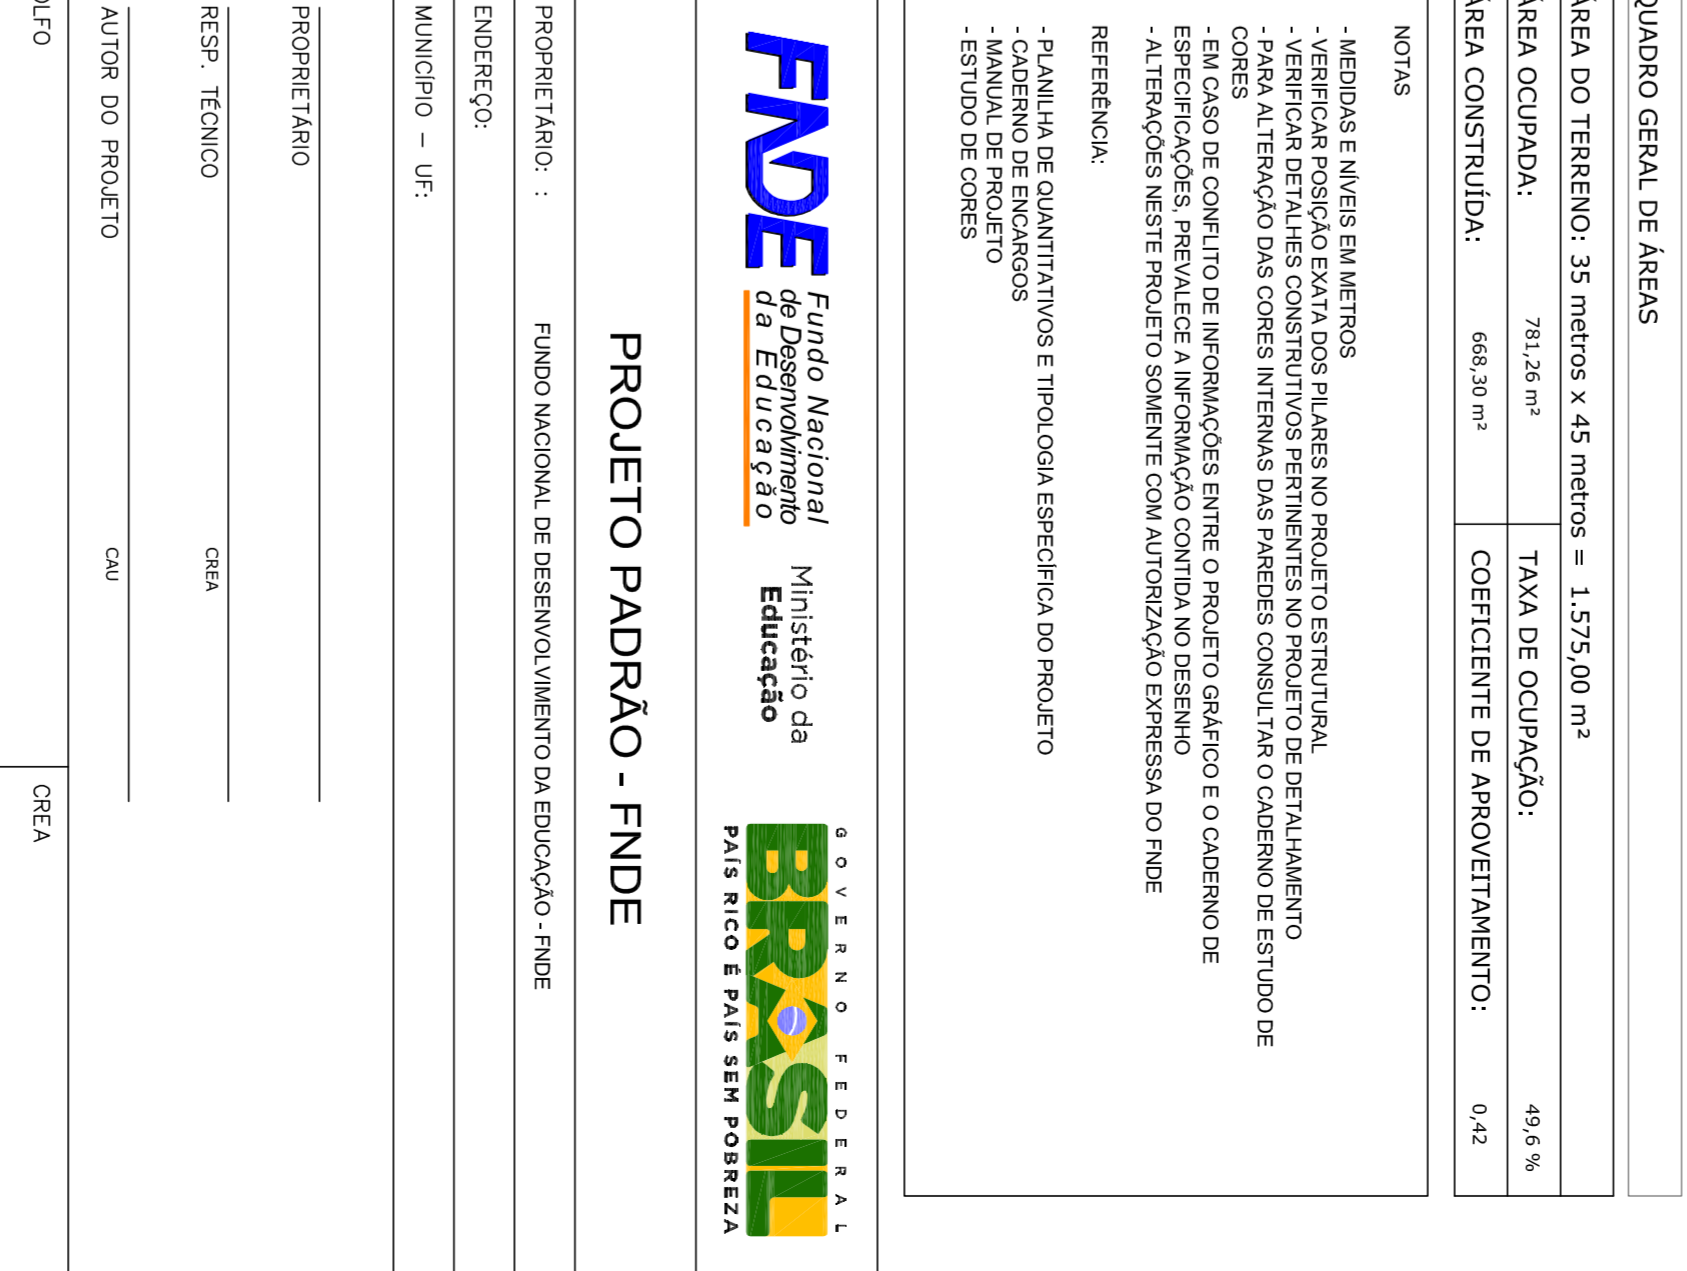 QUADRO GERAL DE ÁREAS
ÁREA DO TERRENO: 35 metros x 45 metros = 1.575,00 m²
ÁREA OCUPADA: 781,26 m² TAXA DE OCUPAÇÃO: 49,6 %
ÁREA CONSTRUÍDA: 668,30 m² COEFICIENTE DE APROVEITAMENTO: 0,42
NOTAS
- MEDIDAS E NÍVEIS EM METROS
- VERIFICAR POSIÇÃO EXATA DOS PILARES NO PROJETO ESTRUTURAL
- VERIFICAR DETALHES CONSTRUTIVOS PERTINENTES NO PROJETO DE DETALHAMENTO
- PARA ALTERAÇÃO DAS CORES INTERNAS DAS PAREDES CONSULTAR O CADERNO DE ESTUDO DE
CORES
- EM CASO DE CONFLITO DE INFORMAÇÕES ENTRE O PROJETO GRÁFICO E O CADERNO DE
ESPECIFICAÇÕES, PREVALECE A INFORMAÇÃO CONTIDA NO DESENHO
- ALTERAÇÕES NESTE PROJETO SOMENTE COM AUTORIZAÇÃO EXPRESSA DO FNDE
REFERÊNCIA:
- PLANILHA DE QUANTITATIVOS E TIPOLOGIA ESPECÍFICA DO PROJETO
- CADERNO DE ENCARGOS
- MANUAL DE PROJETO
- ESTUDO DE CORES
FNDE
Fundo Nacional
de Desenvolvimento
da Educação
Ministério da
Educação
GOVERNO FEDERAL
BRASIL
PAÍS RICO É PAÍS SEM POBREZA
PROJETO PADRÃO - FNDE
PROPRIETÁRIO: : FUNDO NACIONAL DE DESENVOLVIMENTO DA EDUCAÇÃO - FNDE
ENDEREÇO:
MUNICÍPIO – UF:
PROPRIETÁRIO
RESP. TÉCNICO CREA
AUTOR DO PROJETO CAU
OLFO CREA